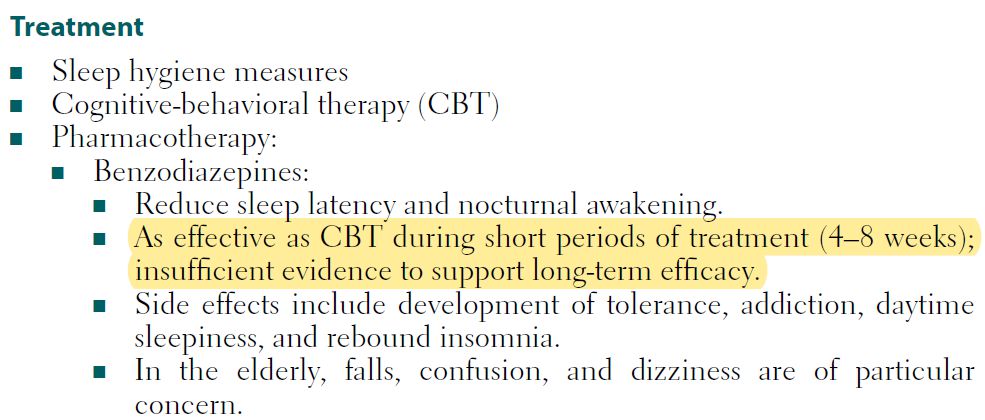 Treatment
■ Sleep hygiene measures
■ Cognitive-behavioral therapy (CBT)
■ Pharmacotherapy:
■ Benzodiazepines:
■ Reduce sleep latency and nocturnal awakening.
■ As effective as CBT during short periods of treatment (4–8 weeks);
insufficient evidence to support long-term efficacy.
■ Side effects include development of tolerance, addiction, daytime
sleepiness, and rebound insomnia.
■ In the elderly, falls, confusion, and dizziness are of particular
concern.